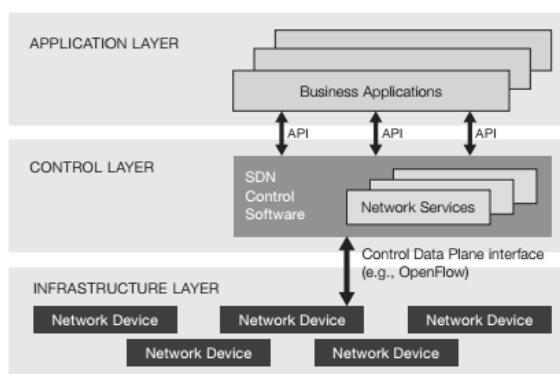 APPLICATION LAYER
Business Applications
API
API
API
CONTROL LAYER
SDN
Control
Software
Network Services
Control Data Plane interface
(e.g., OpenFlow)
INFRASTRUCTURE LAYER
Network Device
Network Device
Network Device
Network Device
Network Device